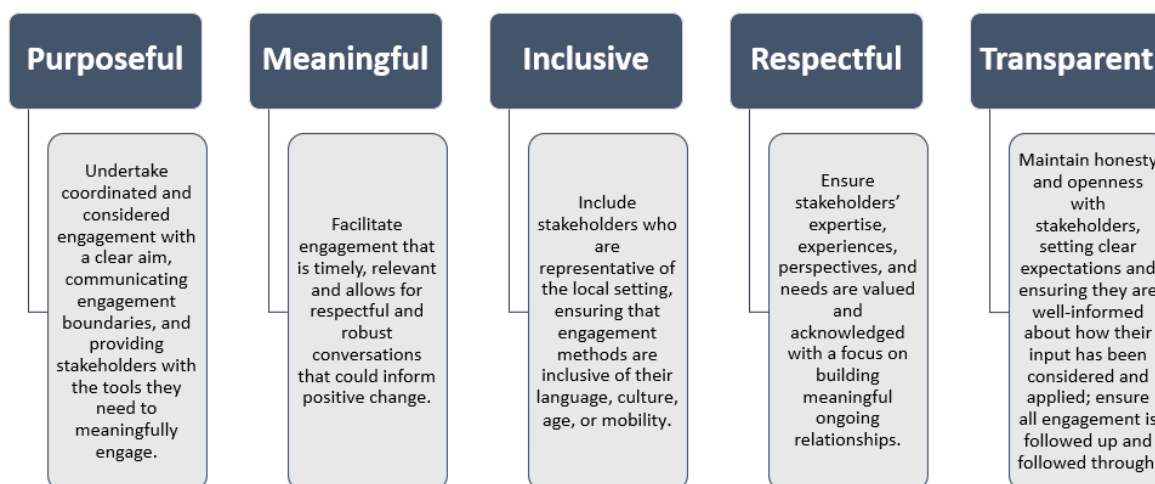 Purposeful
Undertake
coordinated and
considered
engagement with
a clear aim,
communicating
engagement
boundaries, and
providing
stakeholders with
the tools they
need to
meaningfully
engage.
Meaningful
Facilitate
engagement that
is timely, relevant
and allows for
respectful and
robust
conversations
that could inform
positive change.
Inclusive
Include
stakeholders who
are
representative of
the local setting,
ensuring that
engagement
methods are
inclusive of their
language, culture,
age, or mobility.
Respectful
Ensure
stakeholders’
expertise,
experiences,
perspectives, and
needs are valued
and
acknowledged
with a focus on
building
meaningful
ongoing
relationships.
Transparent
Maintain honesty
and openness
with
stakeholders,
setting clear
expectations and
ensuring they are
well-informed
about how their
input has been
considered and
applied; ensure
all engagement is
followed up and
followed through.